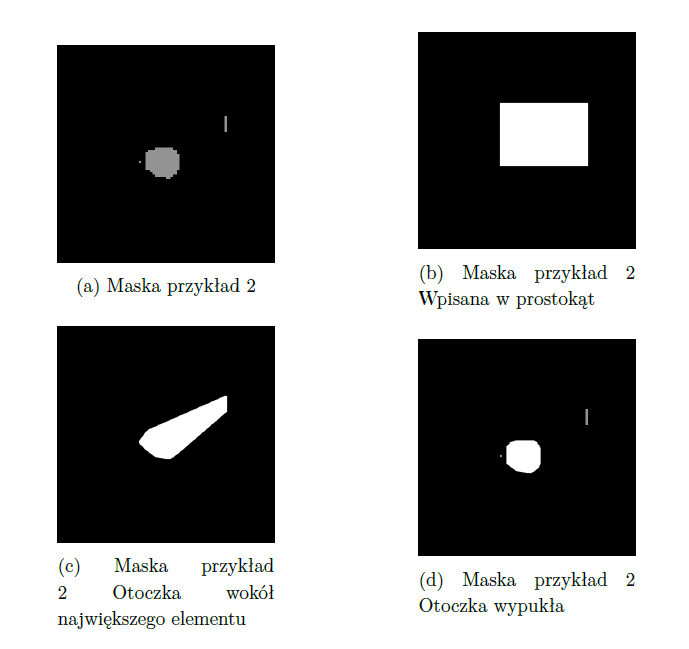 (a) Maska przykład 2
(b) Maska przykład 2
Wpisana w prostokąt
(c) Maska przykład
2 Otoczka wokół
największego elementu
(d) Maska przykład 2
Otoczka wypukła